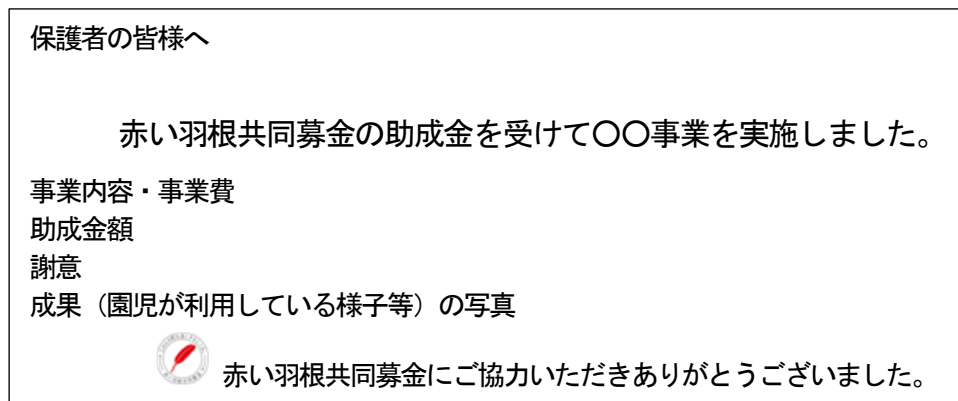 保護者の皆様へ
赤い羽根共同募金の助成金を受けて〇〇事業を実施しました。
事業内容・事業費
助成金額
謝意
成果（園児が利用している様子等）の写真
赤い羽根共同募金にご協力いただきありがとうございました。